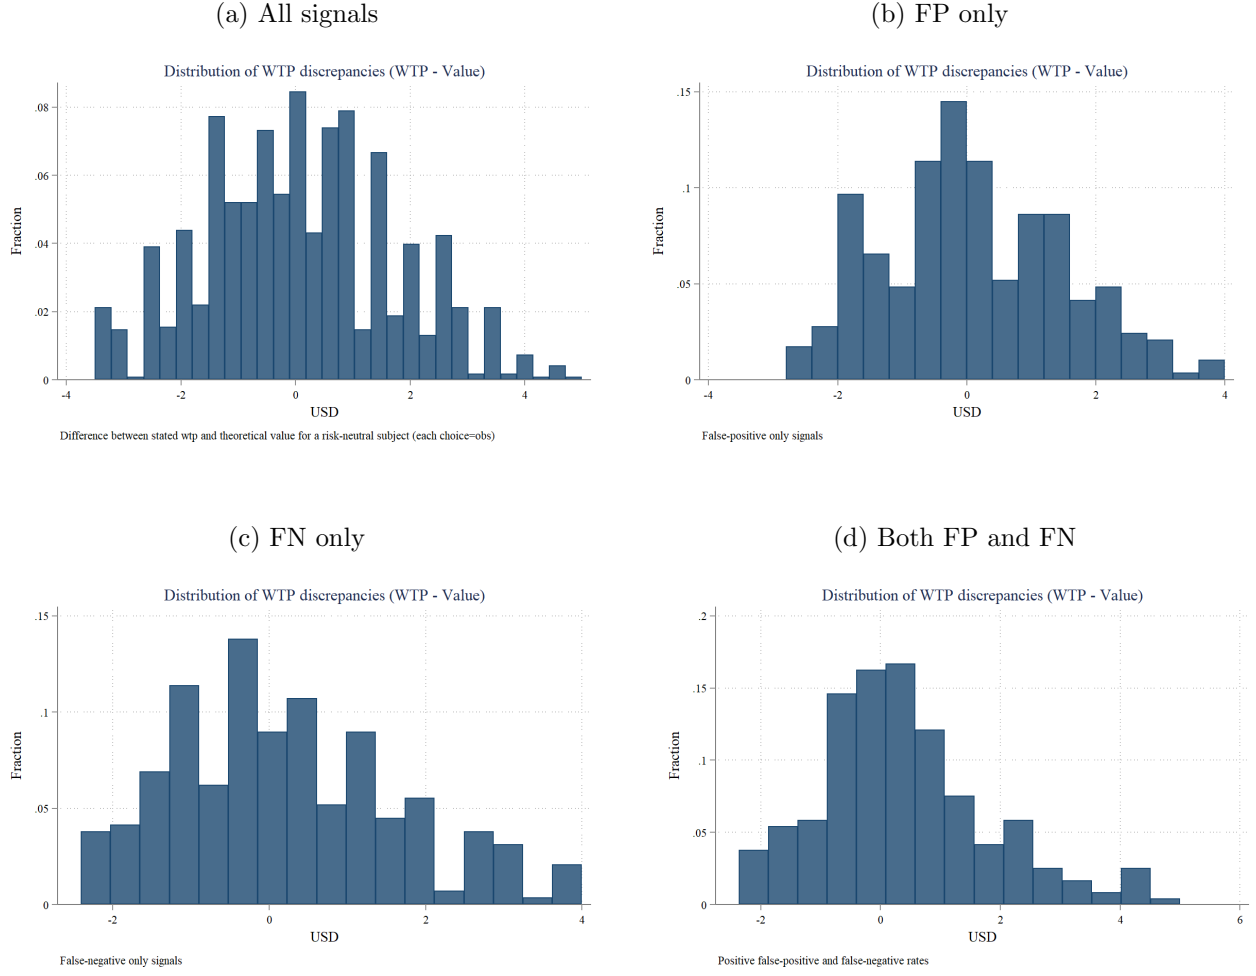 (a) All signals
Distribution of WTP discrepancies (WTP - Value)
Fraction
.08
.06
.04
.02
0
-4
-2
0
2
4
USD
Difference between stated wtp and theoretical value for a risk-neutral subject (each choice=obs)
(b) FP only
Distribution of WTP discrepancies (WTP - Value)
Fraction
.15
.1
.05
0
-4
-2
0
2
4
USD
False-positive only signals
(c) FN only
Distribution of WTP discrepancies (WTP - Value)
Fraction
.15
.1
.05
0
-2
0
2
4
USD
False-negative only signals
(d) Both FP and FN
Distribution of WTP discrepancies (WTP - Value)
Fraction
.2
.15
.1
.05
0
-2
0
2
4
6
USD
Positive false-positive and false-negative rates